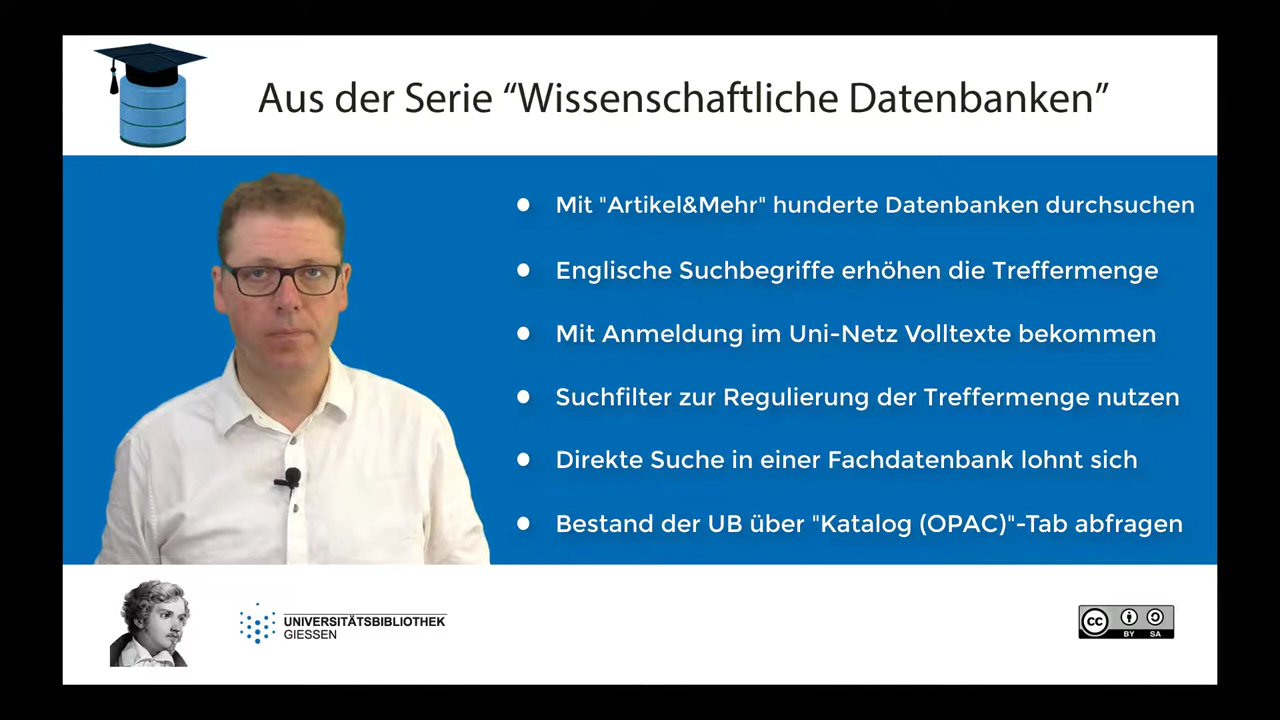 Aus der Serie “Wissenschaftliche Datenbanken”
● Mit "Artikel&Mehr" hunderte Datenbanken durchsuchen
● Englische Suchbegriffe erhöhen die Treffermenge
● Mit Anmeldung im Uni-Netz Volltexte bekommen
● Suchfilter zur Regulierung der Treffermenge nutzen
● Direkte Suche in einer Fachdatenbank lohnt sich
● Bestand der UB über "Katalog (OPAC)"-Tab abfragen
UNIVERSITÄTSBIBLIOTHEK
GIESSEN
cc
BY SA